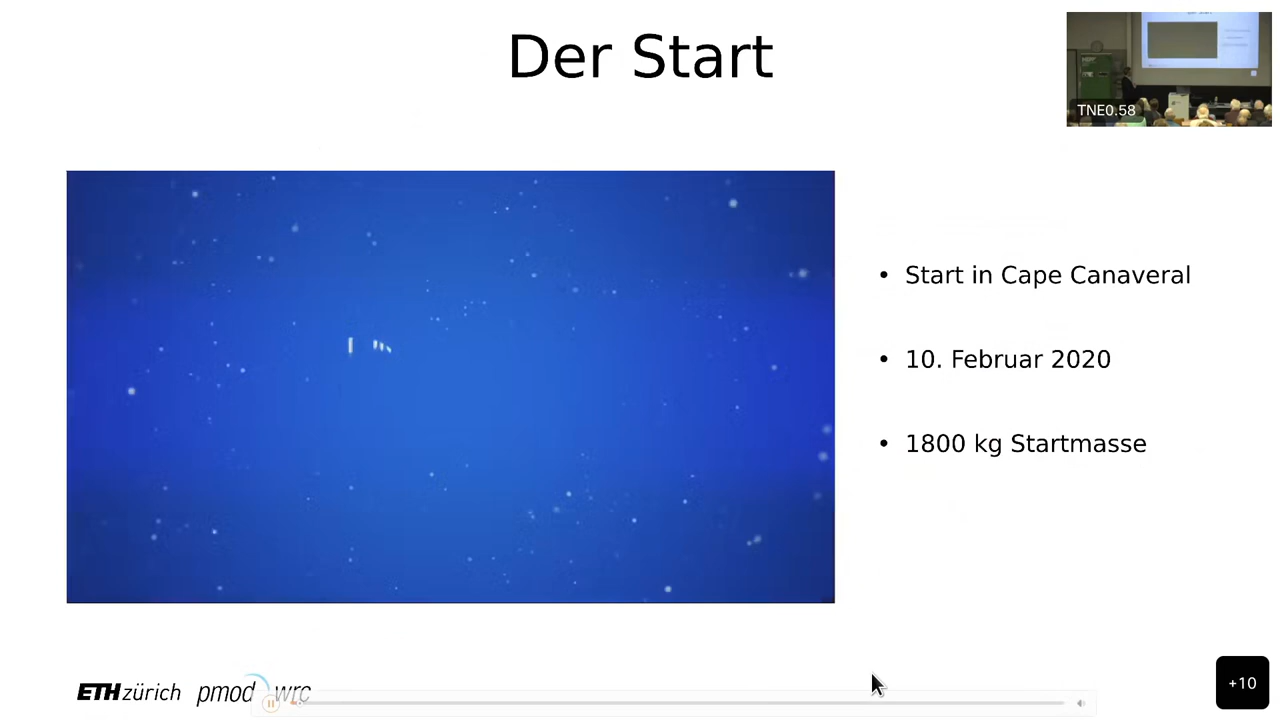 Der Start
TNE0.58
• Start in Cape Canaveral
• 10. Februar 2020
• 1800 kg Startmasse
ETH zürich pmod wrc
+10